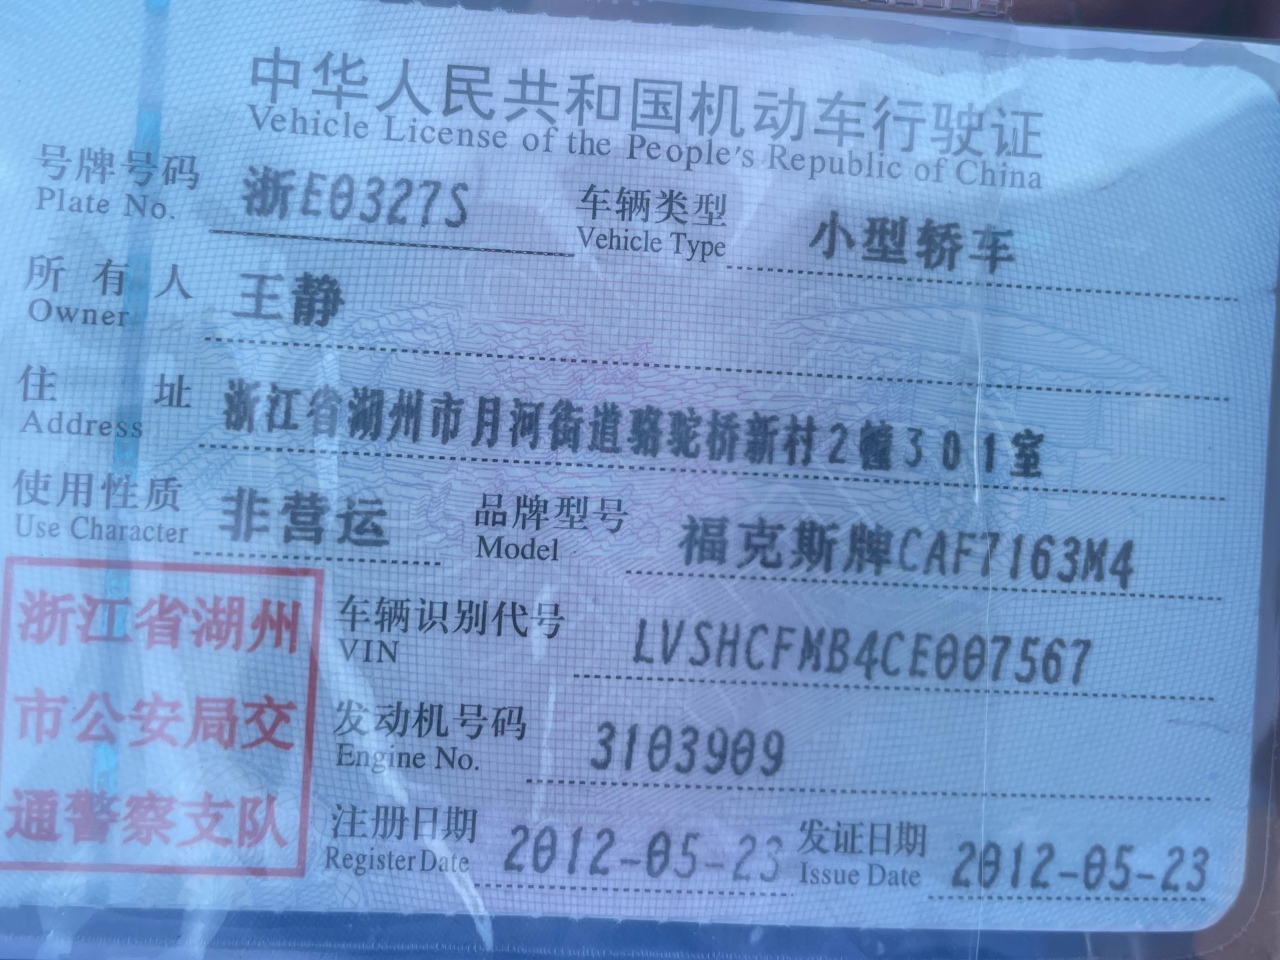 中华人民共和国机动车行驶证
Vehicle License of the People's Republic of China
号牌号码 浙E0327S 车辆类型 小型轿车
Plate No. Vehicle Type
所有人 王静
Owner
住址 浙江省湖州市月河街道骆驼桥新村2幢301室
Address
使用性质 非营运 品牌型号 福克斯牌CAF7163M4
Use Character Model
车辆识别代号 LVSHCFMB4CE007567
VIN
发动机号码 3103909
Engine No.
注册日期 2012-05-23 发证日期 2012-05-23
Register Date Issue Date
浙江省湖州
市公安局交
通警察支队